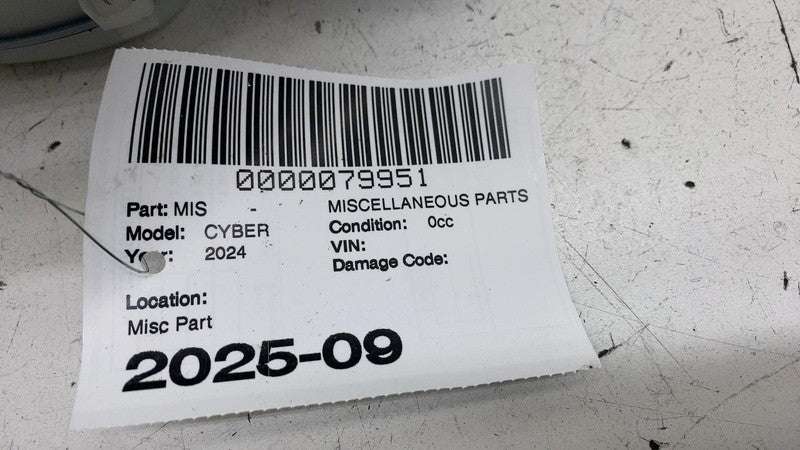 0000079951
Part: MIS - MISCELLANEOUS PARTS
Model: CYBER Condition: 0cc
Year: 2024 VIN:
Damage Code:
Location:
Misc Part
2025-09